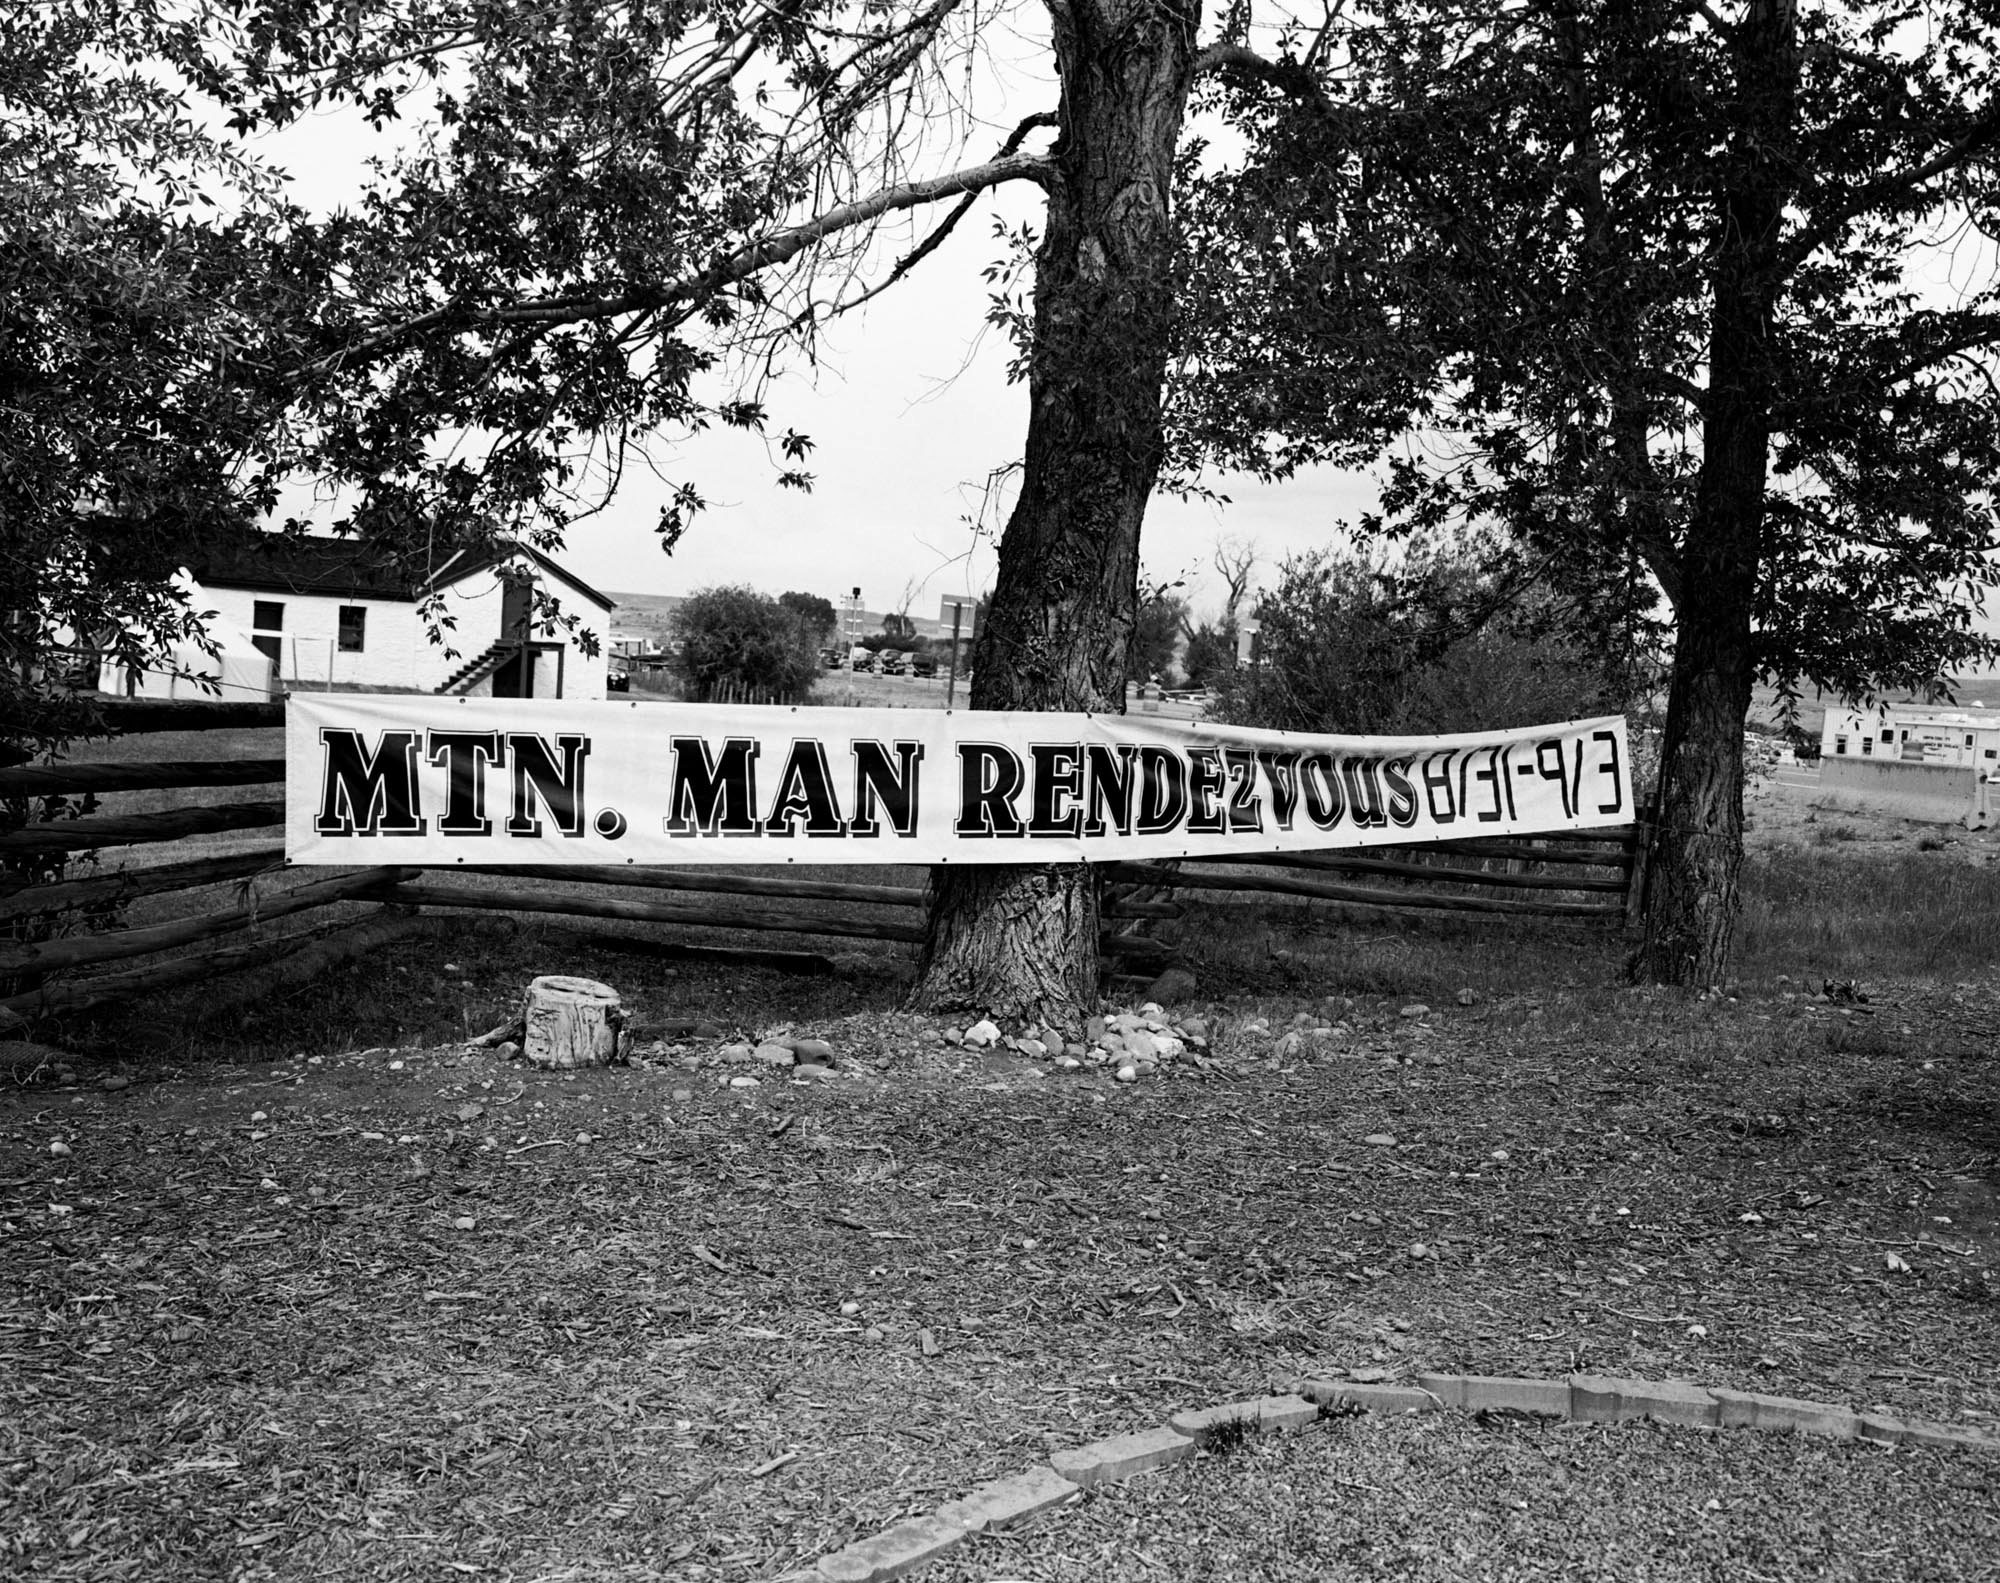 MTN. MAN RENDEZVOUS 8/31-9/3